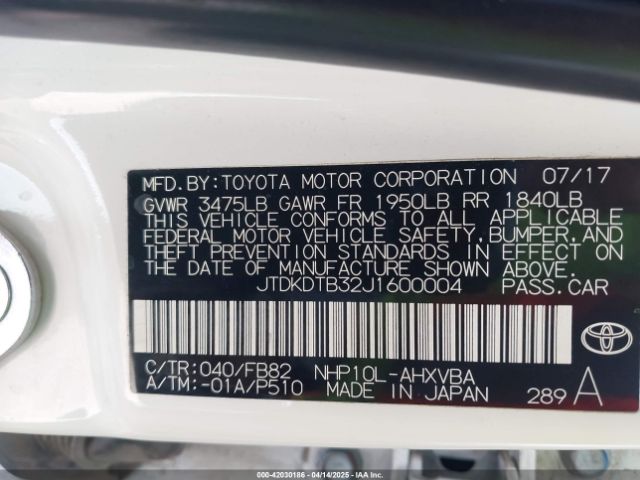 MFD.BY:TOYOTA MOTOR CORPORATION 07/17
GVWR 3475LB GAWR FR 1950LB RR 1840LB
THIS VEHICLE CONFORMS TO ALL APPLICABLE
FEDERAL MOTOR VEHICLE SAFETY,BUMPER,AND
THEFT PREVENTION STANDARDS IN EFFECT ON
THE DATE OF MANUFACTURE SHOWN ABOVE.
JTDKDTB32J1600004 PASS.CAR
C/TR:040/FB82 NHP10L-AHXVBA
A/TM:-01A/P510 MADE IN JAPAN 289 A
TOYOTA
000-42030186 - 04/14/2025 - IAAI.COM